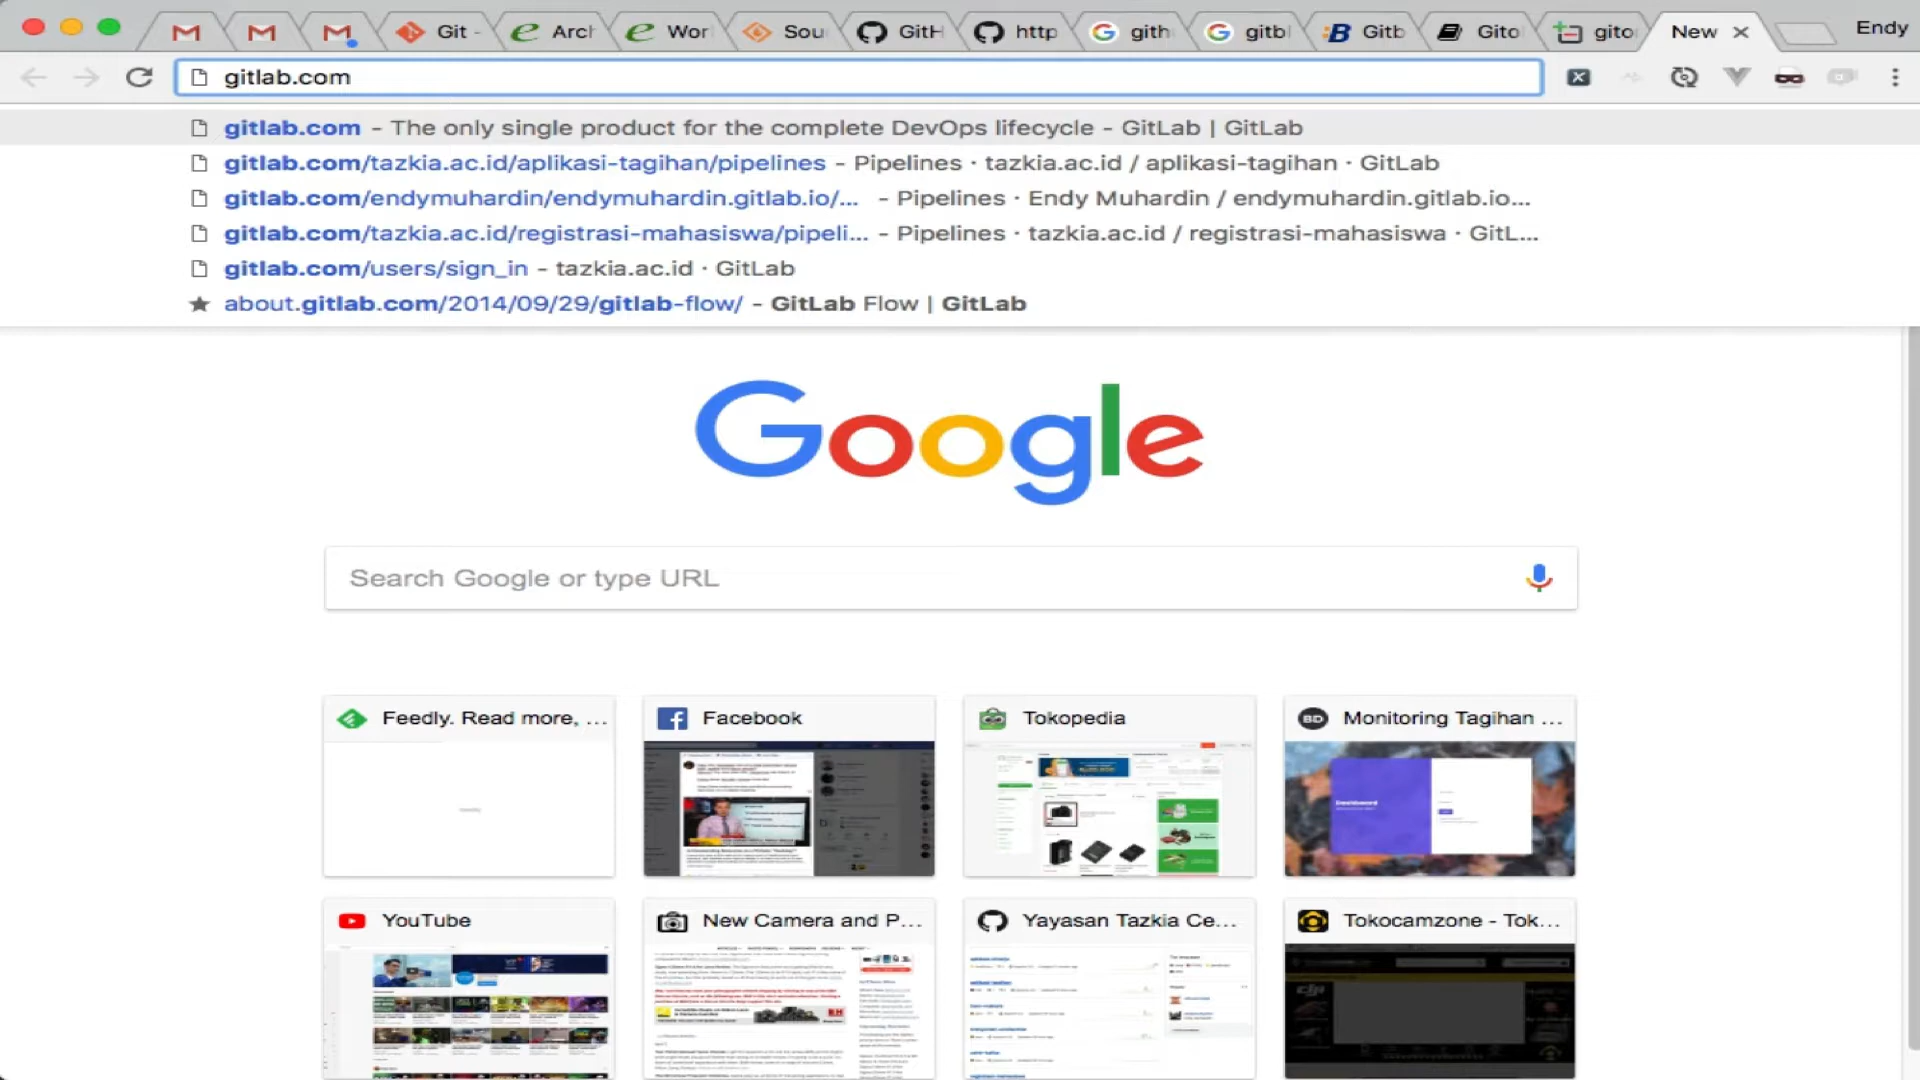 Git -
Arch
Wor
Sou
GitH
http
gith
gitbl
Gitb
Gito
gito
New
Endy
gitlab.com
gitlab.com - The only single product for the complete DevOps lifecycle - GitLab | GitLab
gitlab.com/tazkia.ac.id/aplikasi-tagihan/pipelines - Pipelines · tazkia.ac.id / aplikasi-tagihan · GitLab
gitlab.com/endymuhardin/endymuhardin.gitlab.io/... - Pipelines · Endy Muhardin / endymuhardin.gitlab.io...
gitlab.com/tazkia.ac.id/registrasi-mahasiswa/pipeli... - Pipelines · tazkia.ac.id / registrasi-mahasiswa · GitL...
gitlab.com/users/sign_in - tazkia.ac.id · GitLab
about.gitlab.com/2014/09/29/gitlab-flow/ - GitLab Flow | GitLab
Google
Search Google or type URL
Feedly. Read more, ...
Facebook
Tokopedia
BD
Monitoring Tagihan ...
Dashboard
YouTube
New Camera and P...
Yayasan Tazkia Ce...
Tokocamzone - Tok...